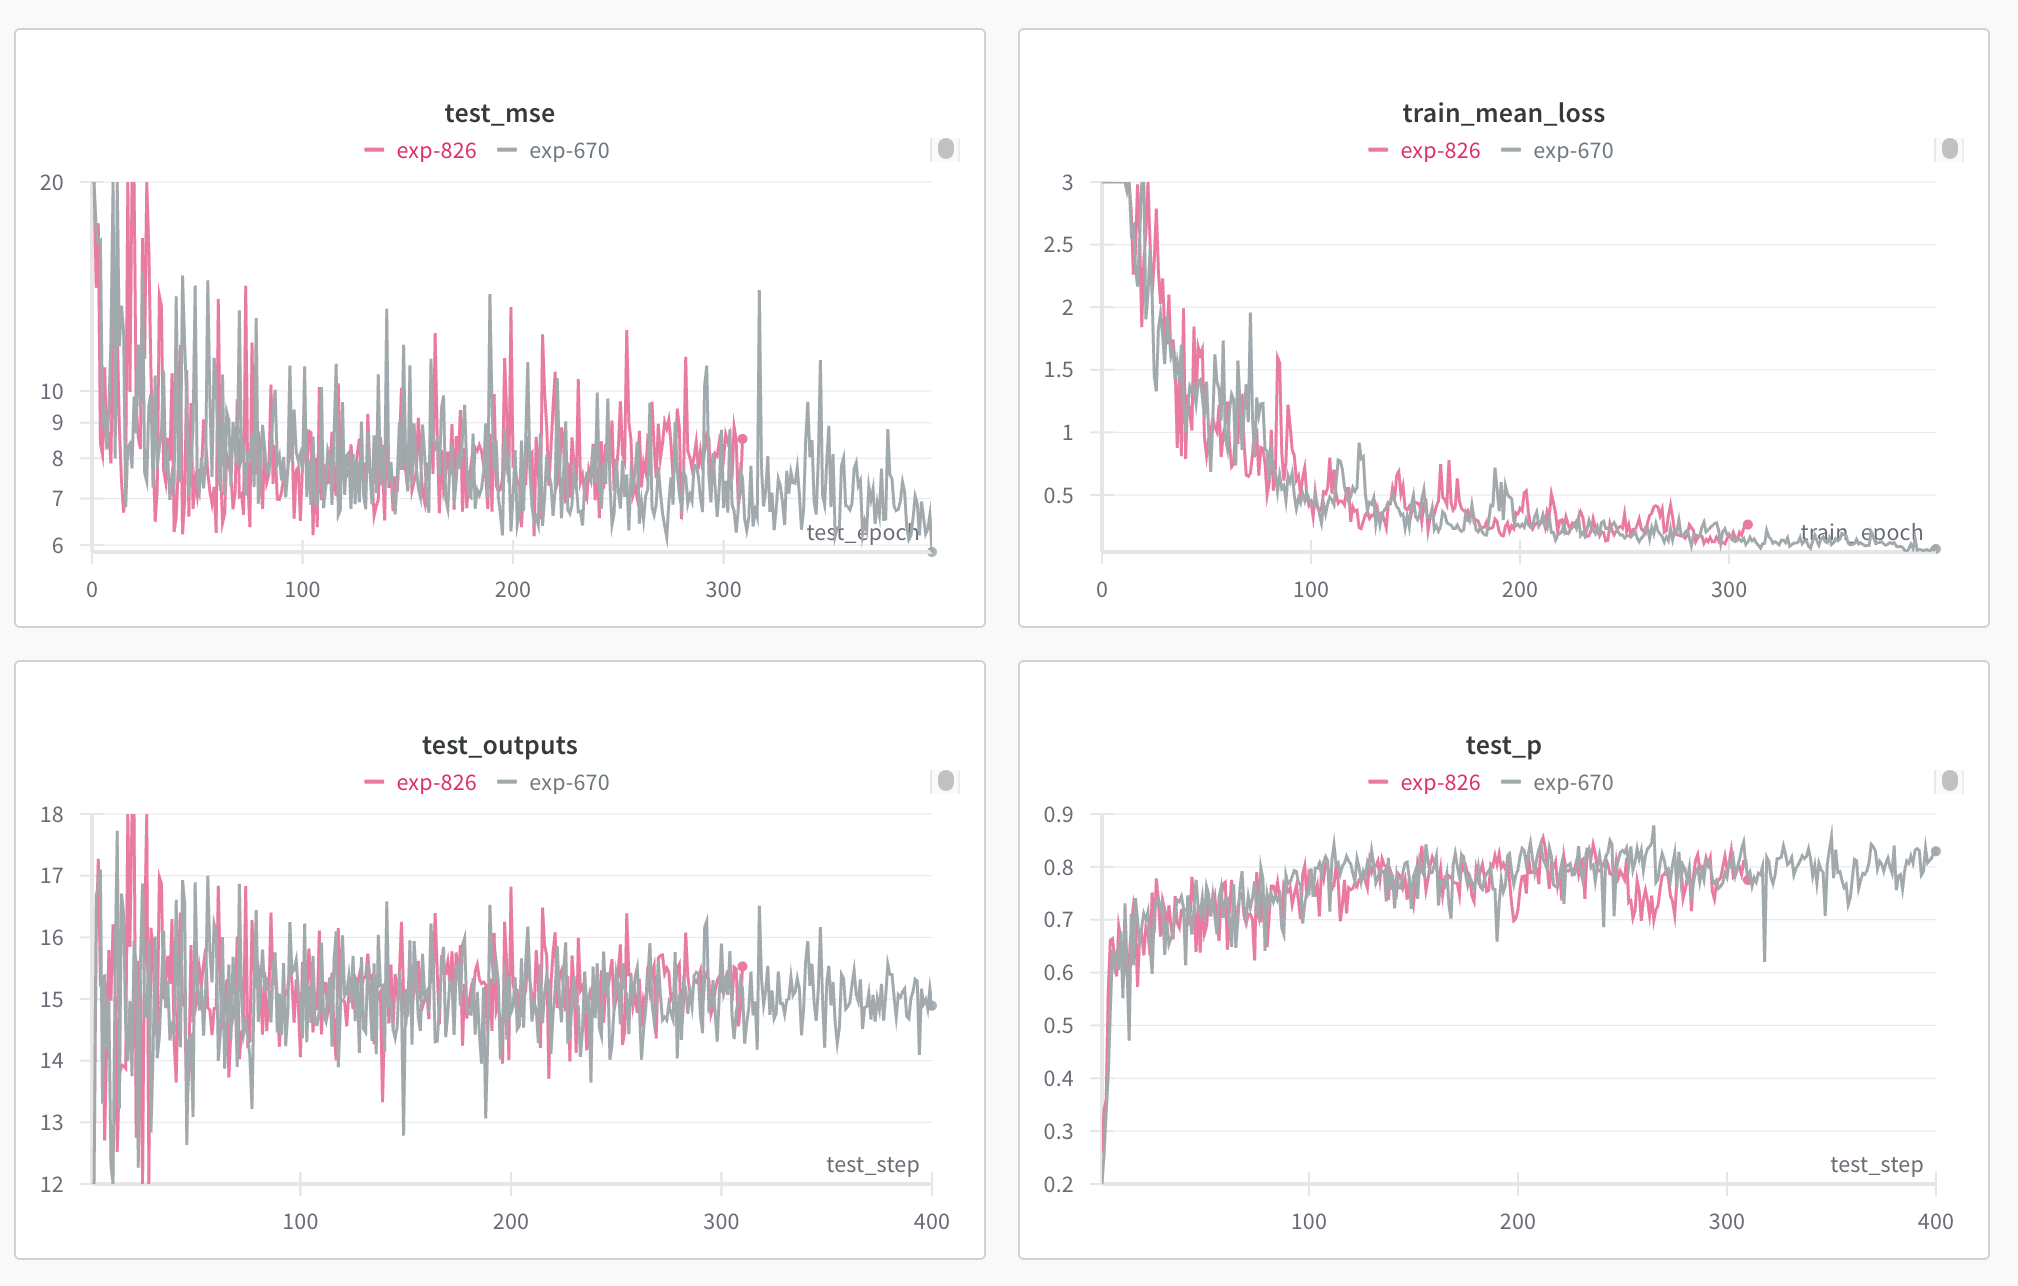 test_mse
exp-826 exp-670
20
10
9
8
7
6
test_epoch
0 100 200 300
train_mean_loss
exp-826 exp-670
3
2.5
2
1.5
1
0.5
train_epoch
0 100 200 300
test_outputs
exp-826 exp-670
18
17
16
15
14
13
12
test_step
100 200 300 400
test_p
exp-826 exp-670
0.9
0.8
0.7
0.6
0.5
0.4
0.3
0.2
test_step
100 200 300 400